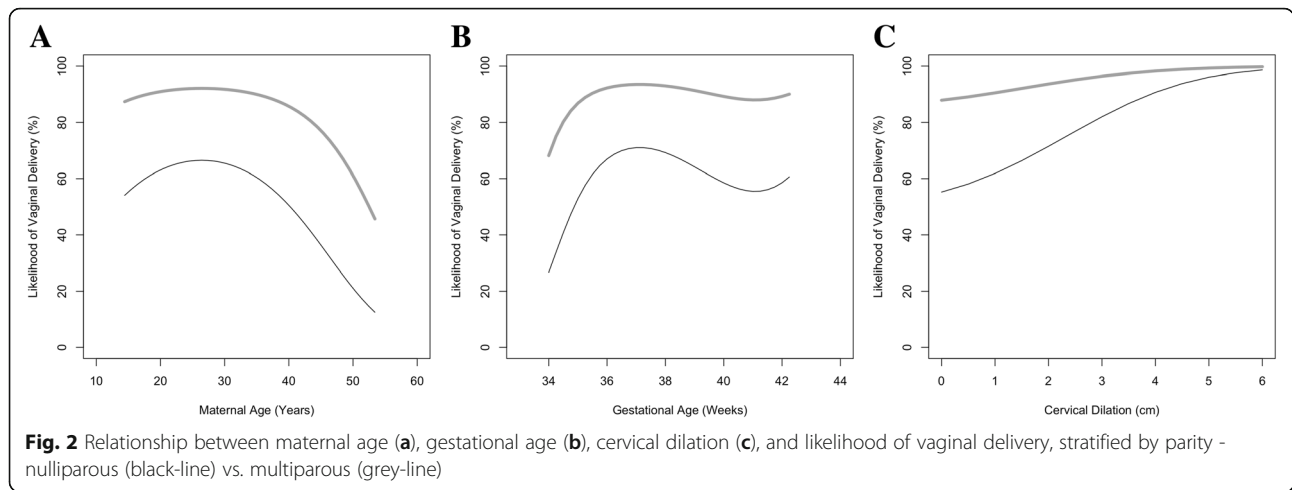 A
B
C
Likelihood of Vaginal Delivery (%)
0 20 40 60 80 100
10 20 30 40 50 60
Maternal Age (Years)
Likelihood of Vaginal Delivery (%)
0 20 40 60 80 100
34 36 38 40 42 44
Gestational Age (Weeks)
Likelihood of Vaginal Delivery (%)
0 20 40 60 80 100
0 1 2 3 4 5 6
Cervical Dilation (cm)
Fig. 2 Relationship between maternal age (a), gestational age (b), cervical dilation (c), and likelihood of vaginal delivery, stratified by parity -
nulliparous (black-line) vs. multiparous (grey-line)